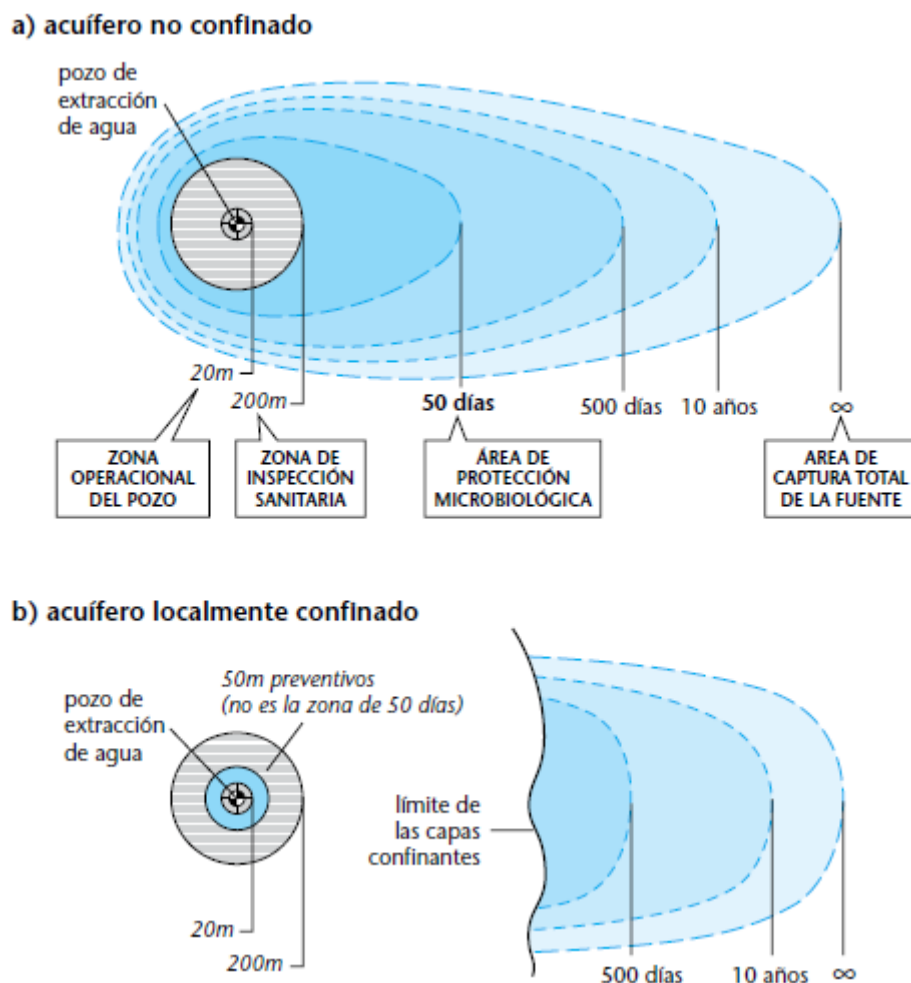 a) acuífero no confinado
pozo de
extracción
de agua
20m
200m
50 días
500 días
10 años
∞
ZONA
OPERACIONAL
DEL POZO
ZONA DE
INSPECCIÓN
SANITARIA
ÁREA DE
PROTECCIÓN
MICROBIOLÓGICA
AREA DE
CAPTURA TOTAL
DE LA FUENTE
b) acuífero localmente confinado
50m preventivos
(no es la zona de 50 días)
pozo de
extracción
de agua
20m
200m
límite de
las capas
confinantes
500 días
10 años
∞